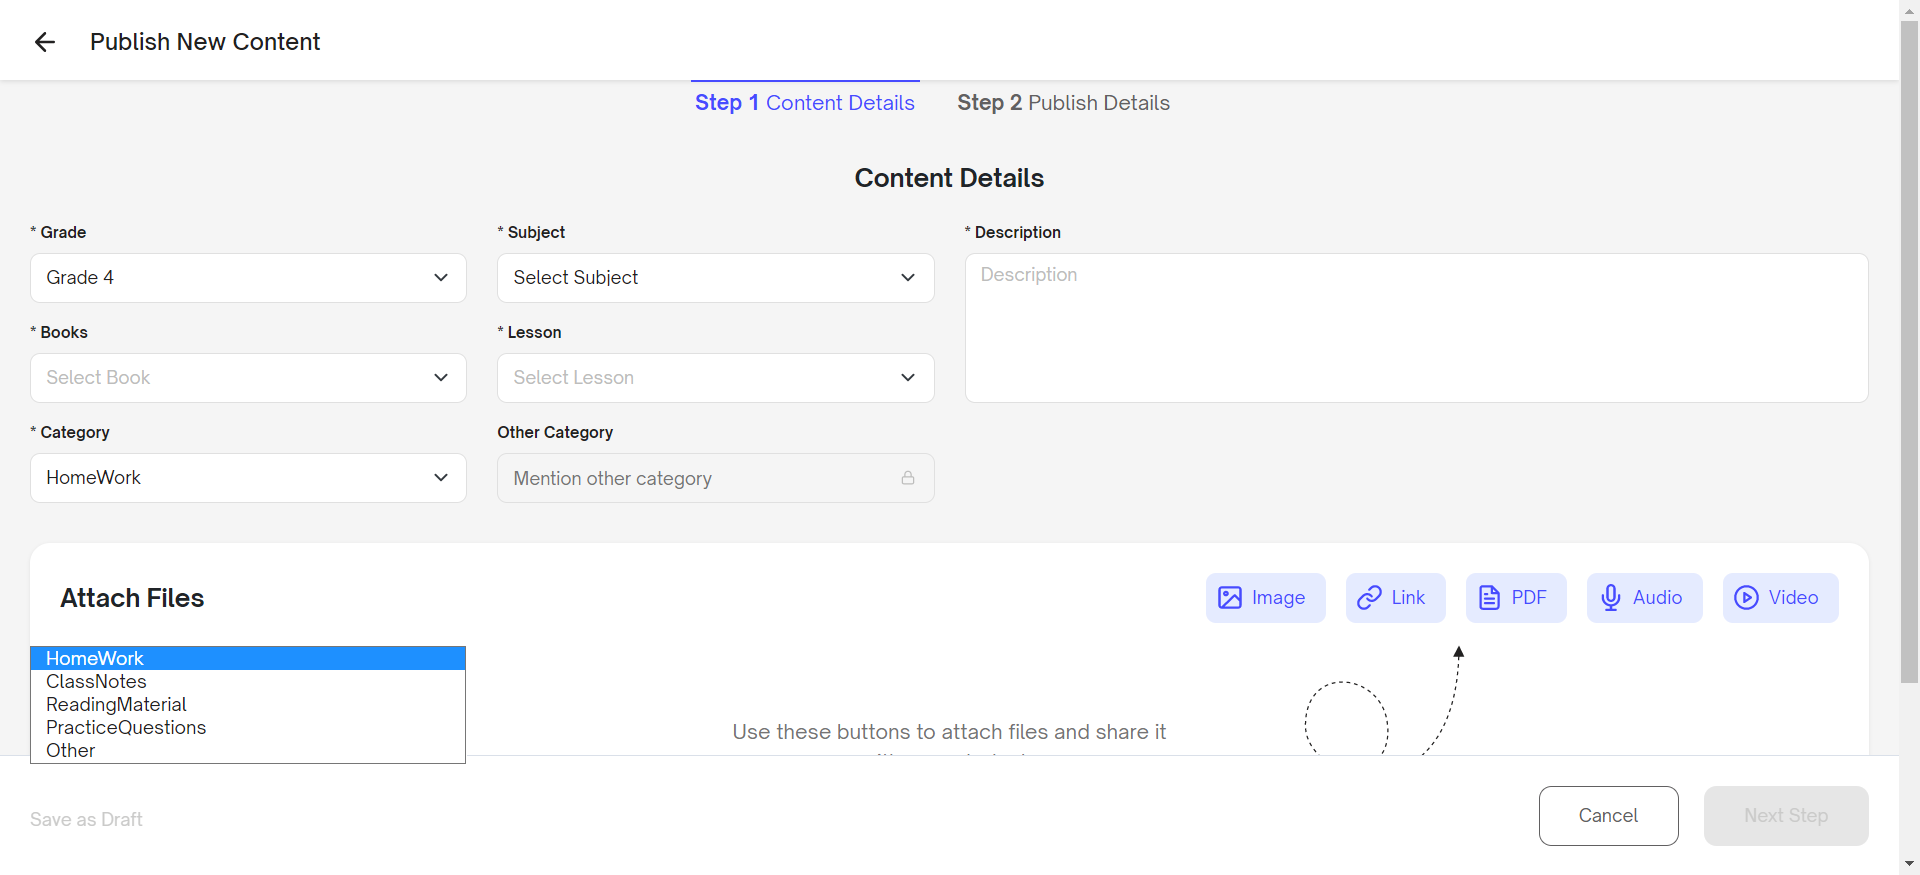 Publish New Content
Step 1 Content Details
Step 2 Publish Details
Content Details
* Grade
* Subject
* Description
Grade 4
Select Subject
Description
* Books
* Lesson
Select Book
Select Lesson
* Category
Other Category
HomeWork
Mention other category
Attach Files
Image
Link
PDF
Audio
Video
HomeWork
ClassNotes
ReadingMaterial
PracticeQuestions
Other
Use these buttons to attach files and share it
Save as Draft
Cancel
Next Step